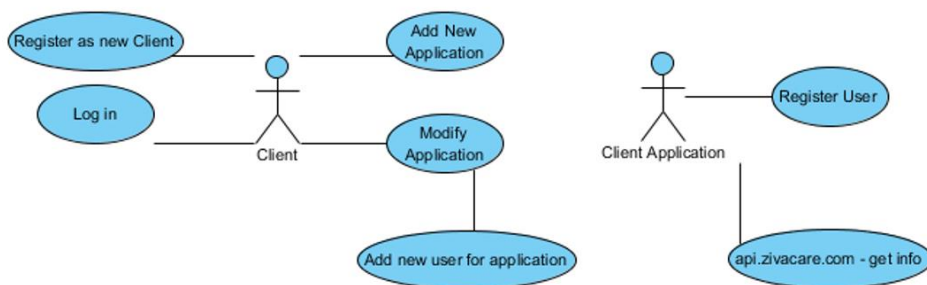 Register as new Client
Add New
Application
Log in
Client
Modify
Application
Add new user for application
Client Application
Register User
api.zivacare.com - get info